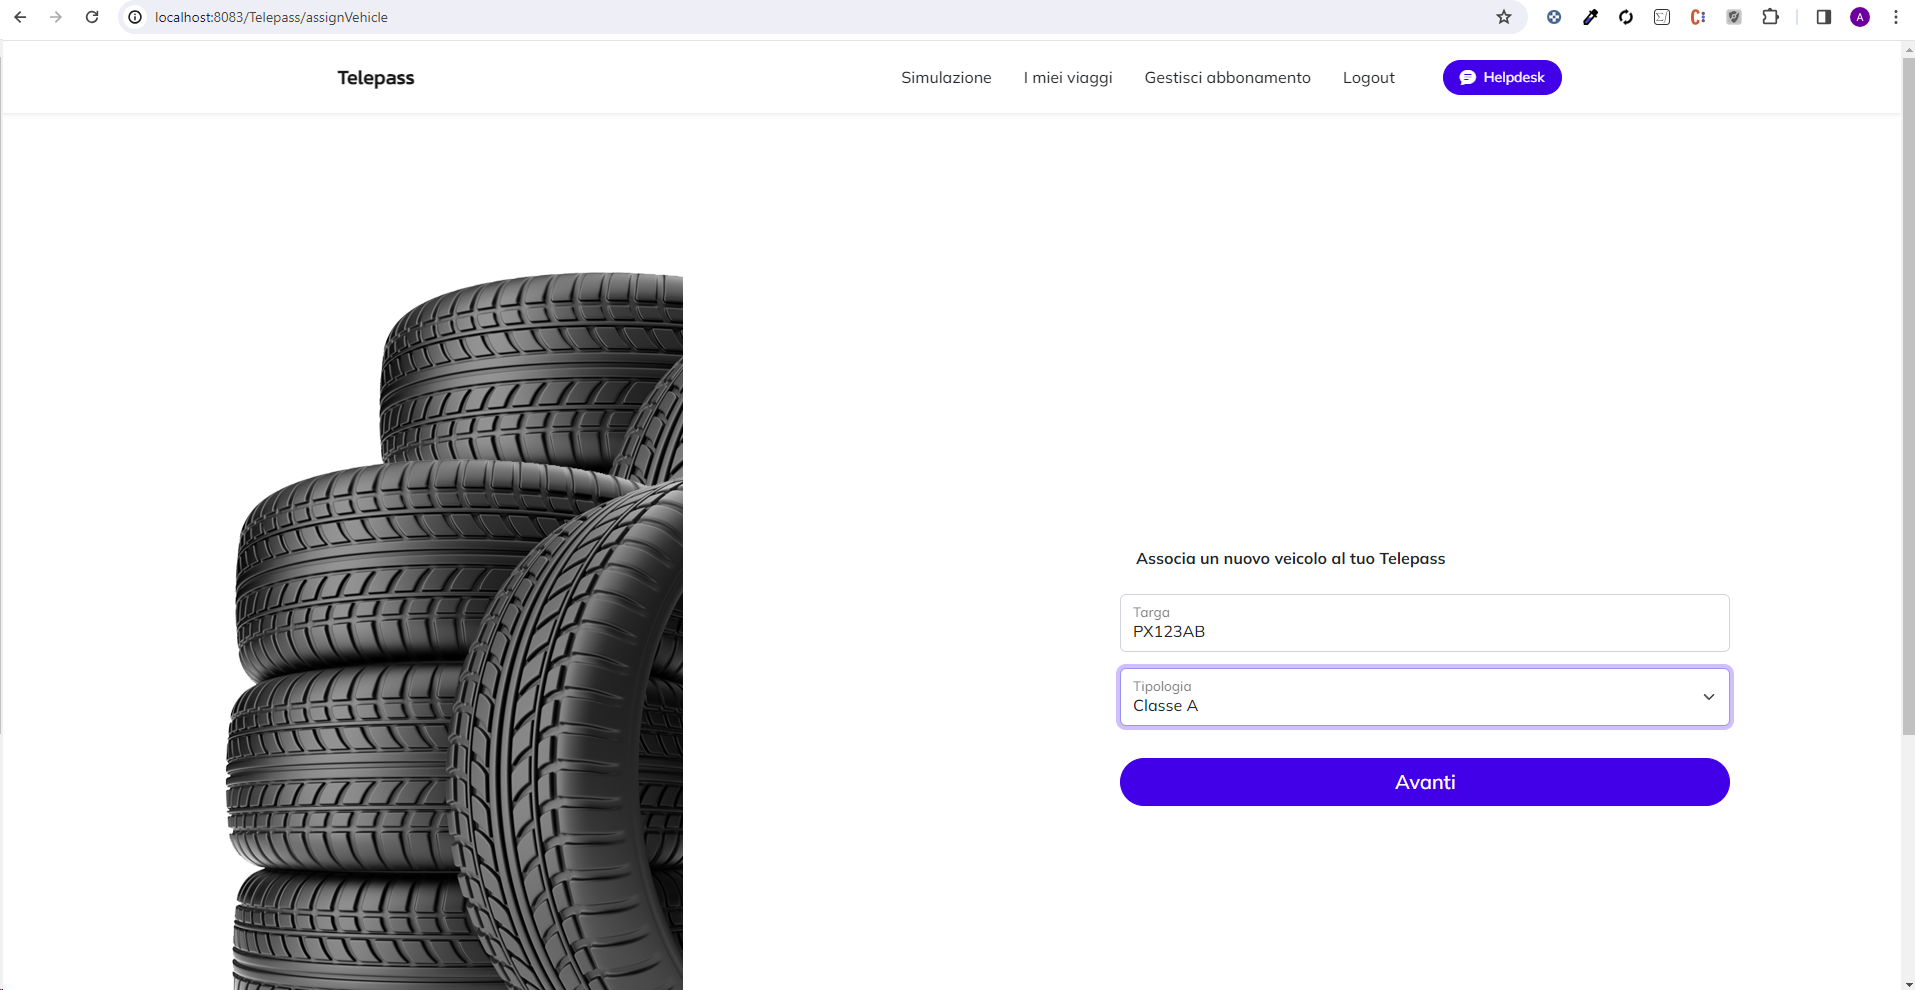 localhost:8083/Telepass/assignVehicle
A
Telepass
Simulazione
I miei viaggi
Gestisci abbonamento
Logout
Helpdesk
Associa un nuovo veicolo al tuo Telepass
Targa
PX123AB
Tipologia
Classe A
Avanti